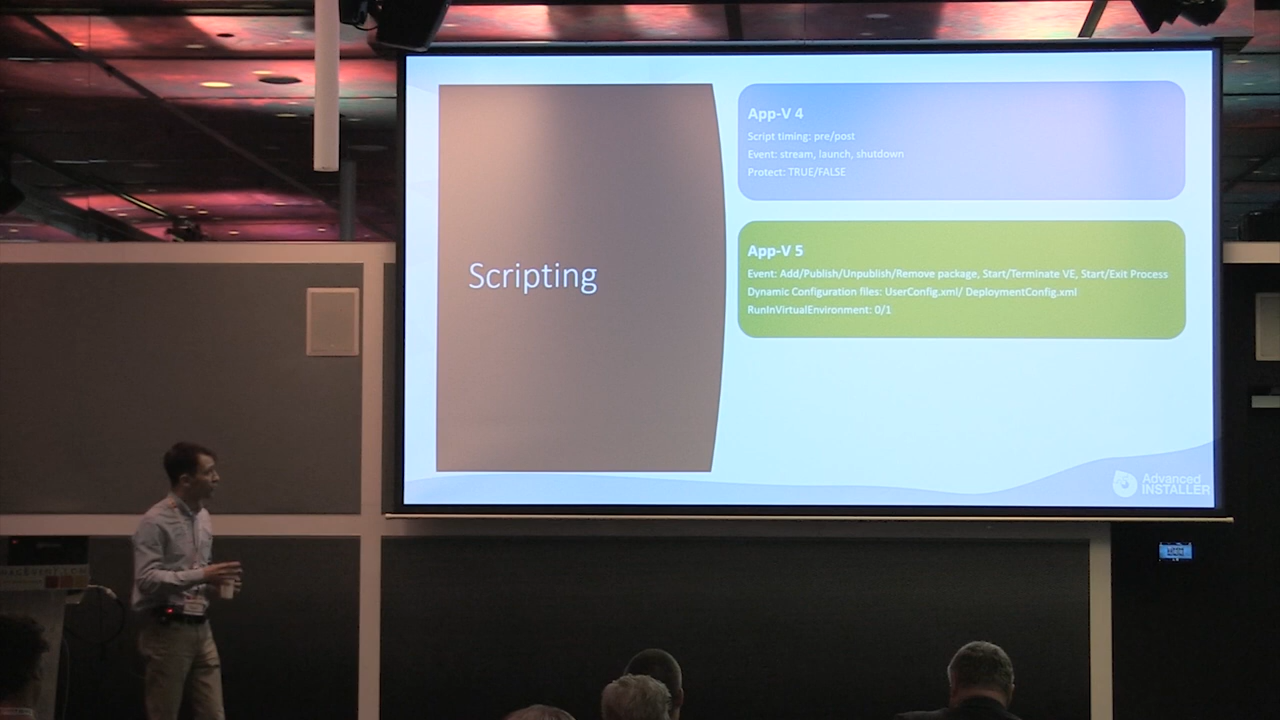 Scripting
App-V 4
Script timing: pre/post
Event: stream, launch, shutdown
Protect: TRUE/FALSE
App-V 5
Event: Add/Publish/Unpublish/Remove package, Start/Terminate VE, Start/Exit Process
Dynamic Configuration files: UserConfig.xml/ DeploymentConfig.xml
RunInVirtualEnvironment: 0/1
Advanced
INSTALLER